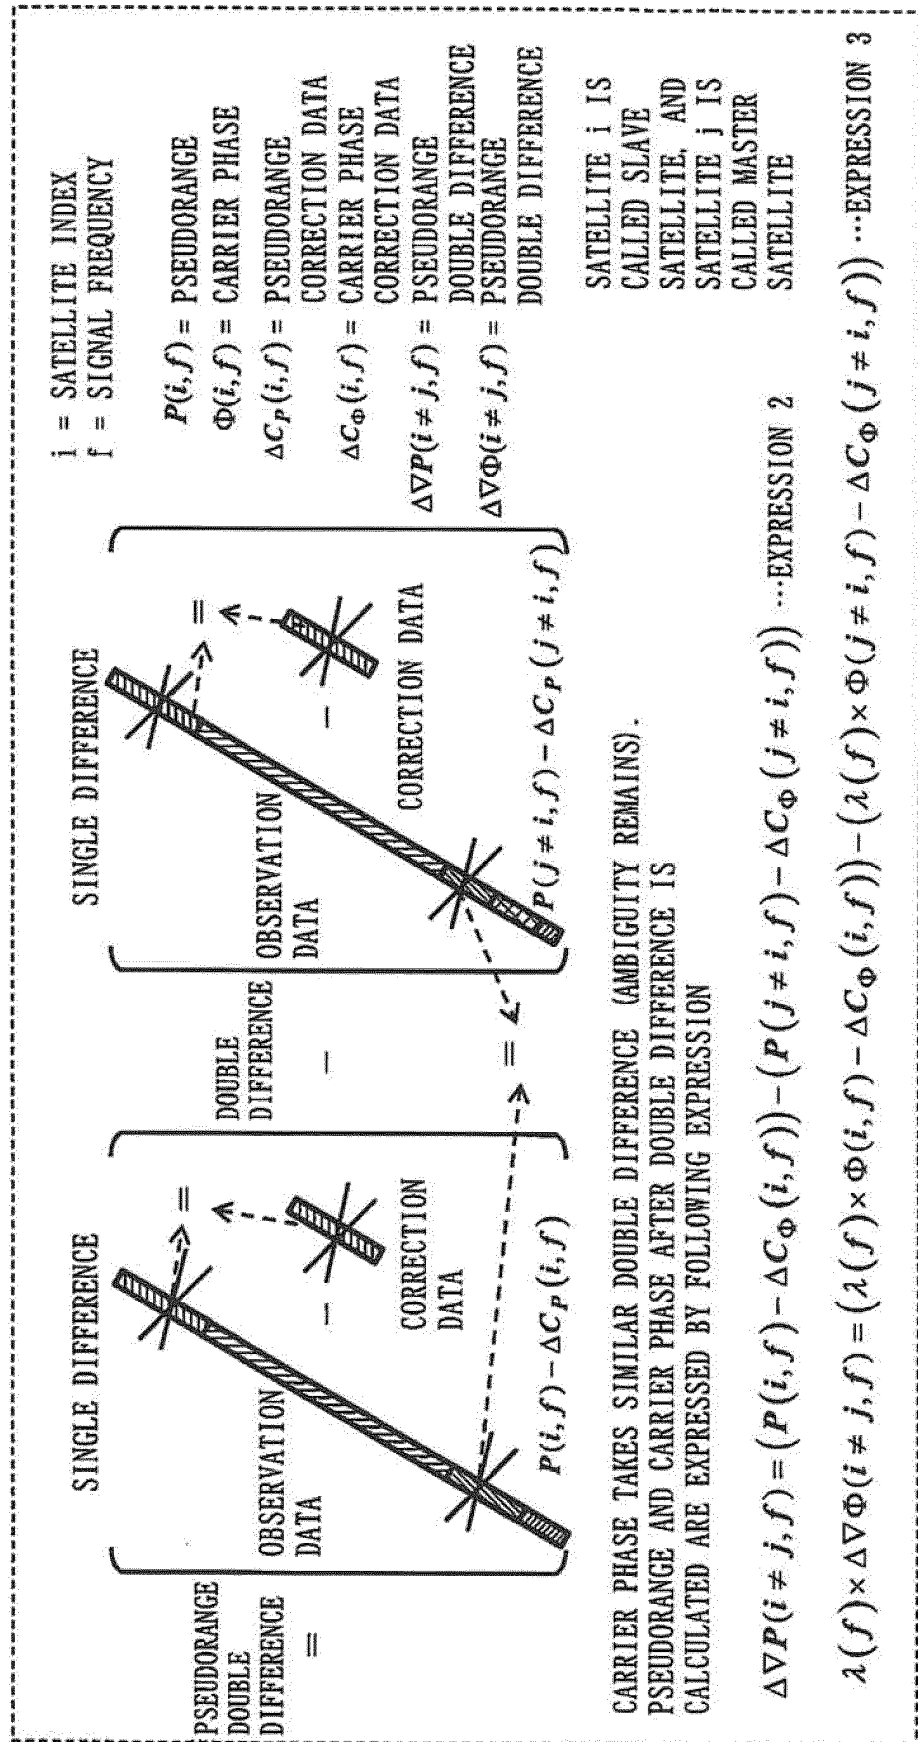 PSEUDORANGE
DOUBLE
DIFFERENCE
=
SINGLE DIFFERENCE
OBSERVATION
DATA
=
−
CORRECTION
DATA
P(i,f)−ΔC_P(i,f)
DOUBLE
DIFFERENCE
−
=
SINGLE DIFFERENCE
OBSERVATION
DATA
=
−
CORRECTION DATA
P(j≠i,f)−ΔC_P(j≠i,f)
i = SATELLITE INDEX
f = SIGNAL FREQUENCY
P(i,f) = PSEUDORANGE
Φ(i,f) = CARRIER PHASE
ΔC_P(i,f) = PSEUDORANGE
CORRECTION DATA
ΔC_Φ(i,f) = CARRIER PHASE
CORRECTION DATA
Δ∇P(i≠j,f) = PSEUDORANGE
DOUBLE DIFFERENCE
Δ∇Φ(i≠j,f) = PSEUDORANGE
DOUBLE DIFFERENCE
SATELLITE i IS
CALLED SLAVE
SATELLITE, AND
SATELLITE j IS
CALLED MASTER
SATELLITE
CARRIER PHASE TAKES SIMILAR DOUBLE DIFFERENCE (AMBIGUITY REMAINS).
PSEUDORANGE AND CARRIER PHASE AFTER DOUBLE DIFFERENCE IS
CALCULATED ARE EXPRESSED BY FOLLOWING EXPRESSION
Δ∇P(i≠j,f)=(P(i,f)−ΔC_Φ(i,f))−(P(j≠i,f)−ΔC_Φ(j≠i,f)) ···EXPRESSION 2
λ(f)×Δ∇Φ(i≠j,f)=(λ(f)×Φ(i,f)−ΔC_Φ(i,f))−(λ(f)×Φ(j≠i,f)−ΔC_Φ(j≠i,f)) ···EXPRESSION 3